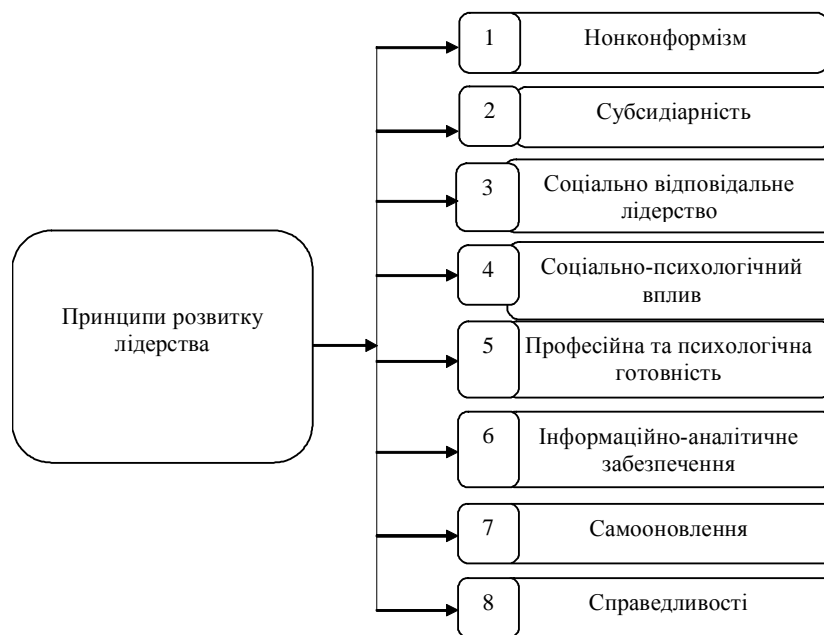 1 Нонконформізм
2 Субсидіарність
3 Соціально відповідальне
лідерство
4 Соціально-психологічний
вплив
Принципи розвитку
лідерства
5 Професійна та психологічна
готовність
6 Інформаційно-аналітичне
забезпечення
7 Самооновлення
8 Справедливості